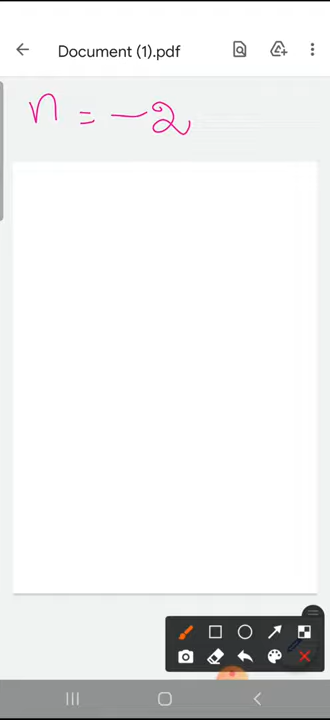 Document (1).pdf
n = -2